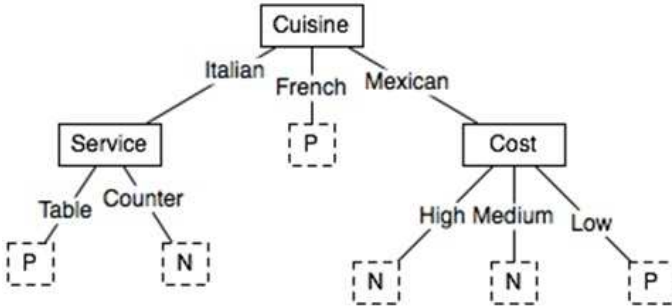 Cuisine
Italian
French
Mexican
P
Service
Cost
Table
Counter
High
Medium
Low
P
N
N
N
P